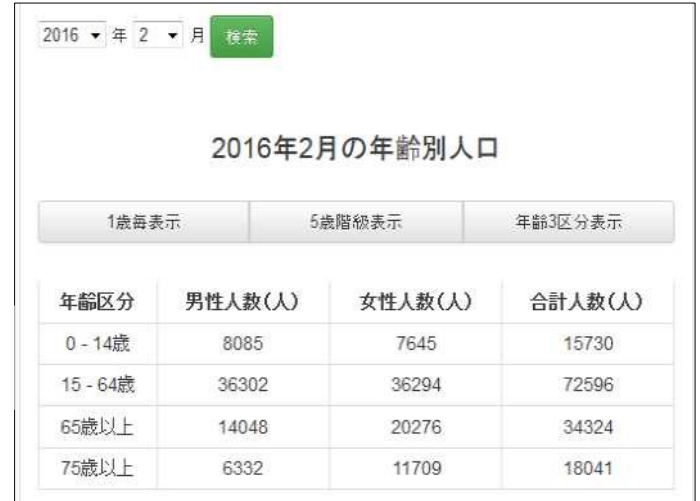 2016 年 2 月 検索
2016年2月の年齢別人口
1歳毎表示 5歳階級表示 年齢3区分表示
年齢区分 男性人数(人) 女性人数(人) 合計人数(人)
0 - 14歳 8085 7645 15730
15 - 64歳 36302 36294 72596
65歳以上 14048 20276 34324
75歳以上 6332 11709 18041